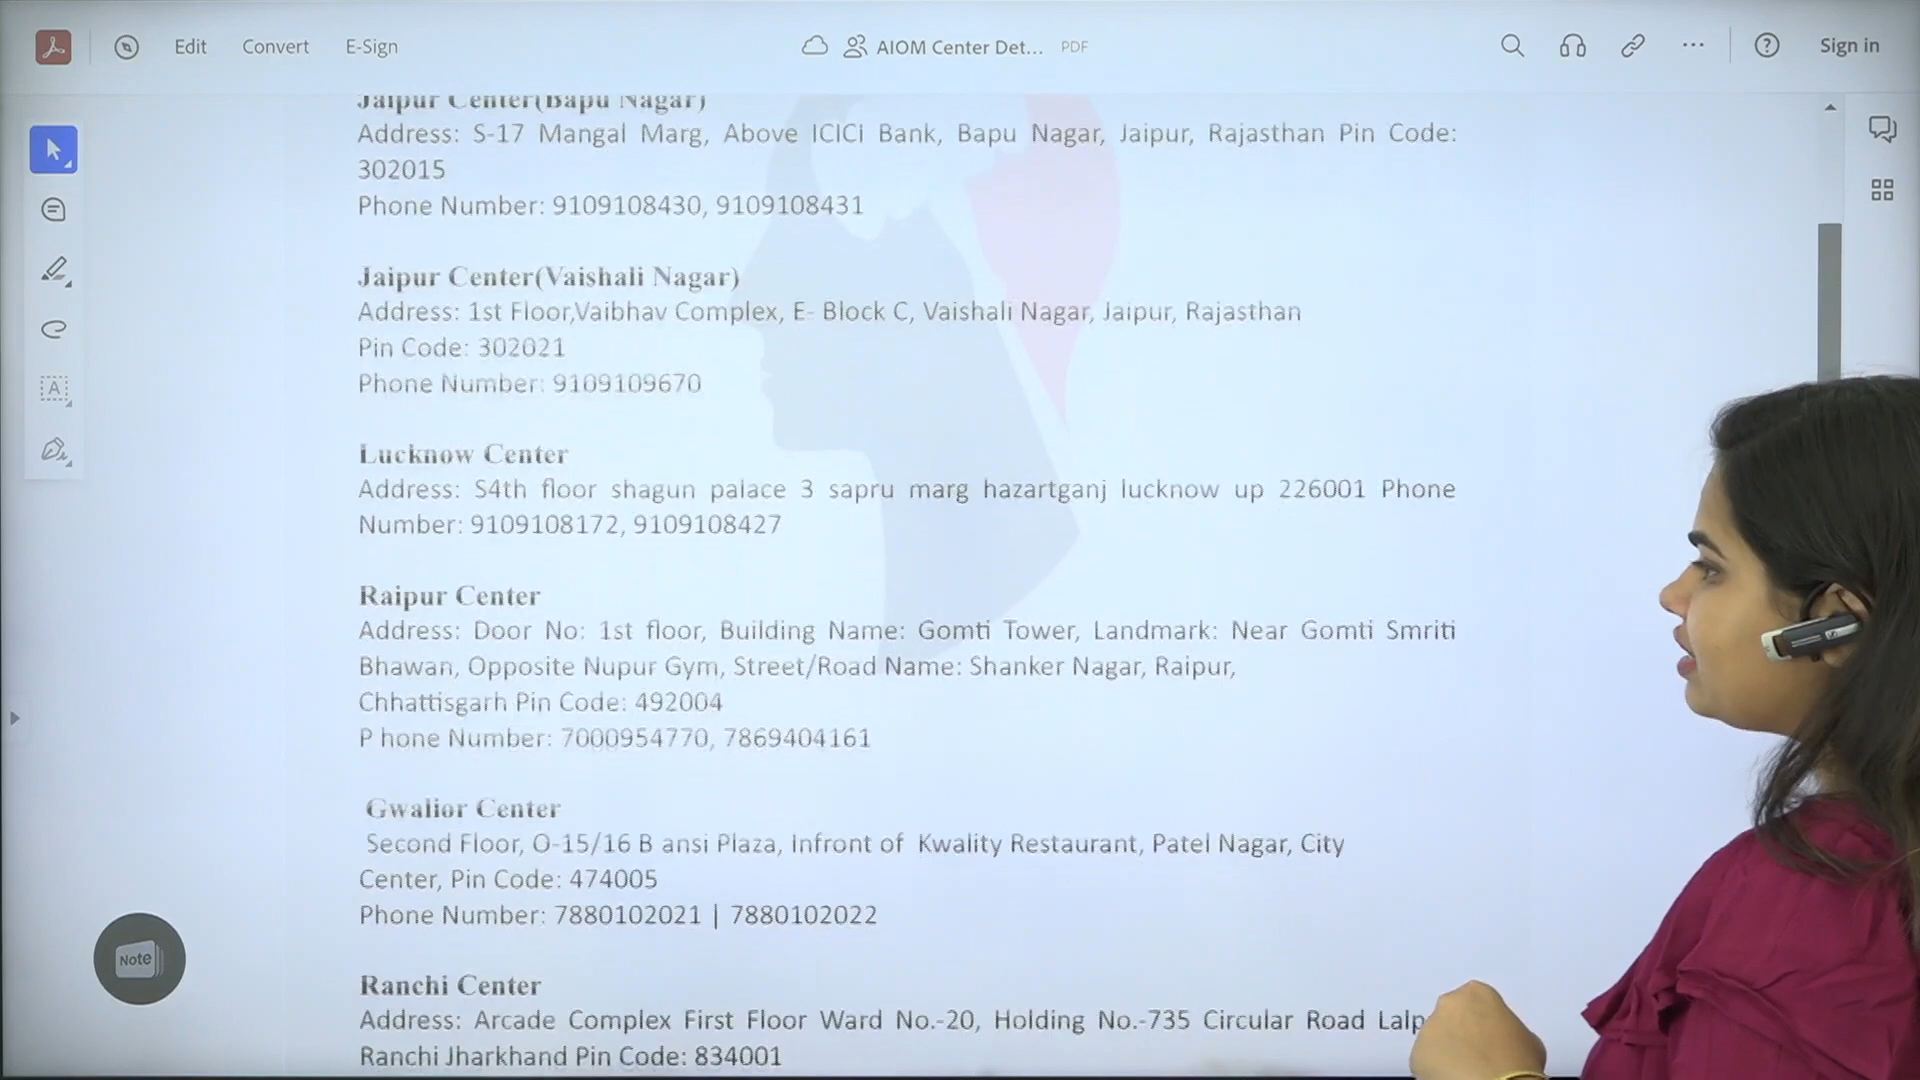 Edit Convert E-Sign AIOM Center Det... PDF Sign in
Jaipur Center(Bapu Nagar)
Address: S-17 Mangal Marg, Above ICICI Bank, Bapu Nagar, Jaipur, Rajasthan Pin Code:
302015
Phone Number: 9109108430, 9109108431
Jaipur Center(Vaishali Nagar)
Address: 1st Floor,Vaibhav Complex, E- Block C, Vaishali Nagar, Jaipur, Rajasthan
Pin Code: 302021
Phone Number: 9109109670
Lucknow Center
Address: S4th floor shagun palace 3 sapru marg hazartganj lucknow up 226001 Phone
Number: 9109108172, 9109108427
Raipur Center
Address: Door No: 1st floor, Building Name: Gomti Tower, Landmark: Near Gomti Smriti
Bhawan, Opposite Nupur Gym, Street/Road Name: Shanker Nagar, Raipur,
Chhattisgarh Pin Code: 492004
P hone Number: 7000954770, 7869404161
Gwalior Center
Second Floor, O-15/16 B ansi Plaza, Infront of Kwality Restaurant, Patel Nagar, City
Center, Pin Code: 474005
Phone Number: 7880102021 | 7880102022
Note
Ranchi Center
Address: Arcade Complex First Floor Ward No.-20, Holding No.-735 Circular Road
Ranchi Jharkhand Pin Code: 834001